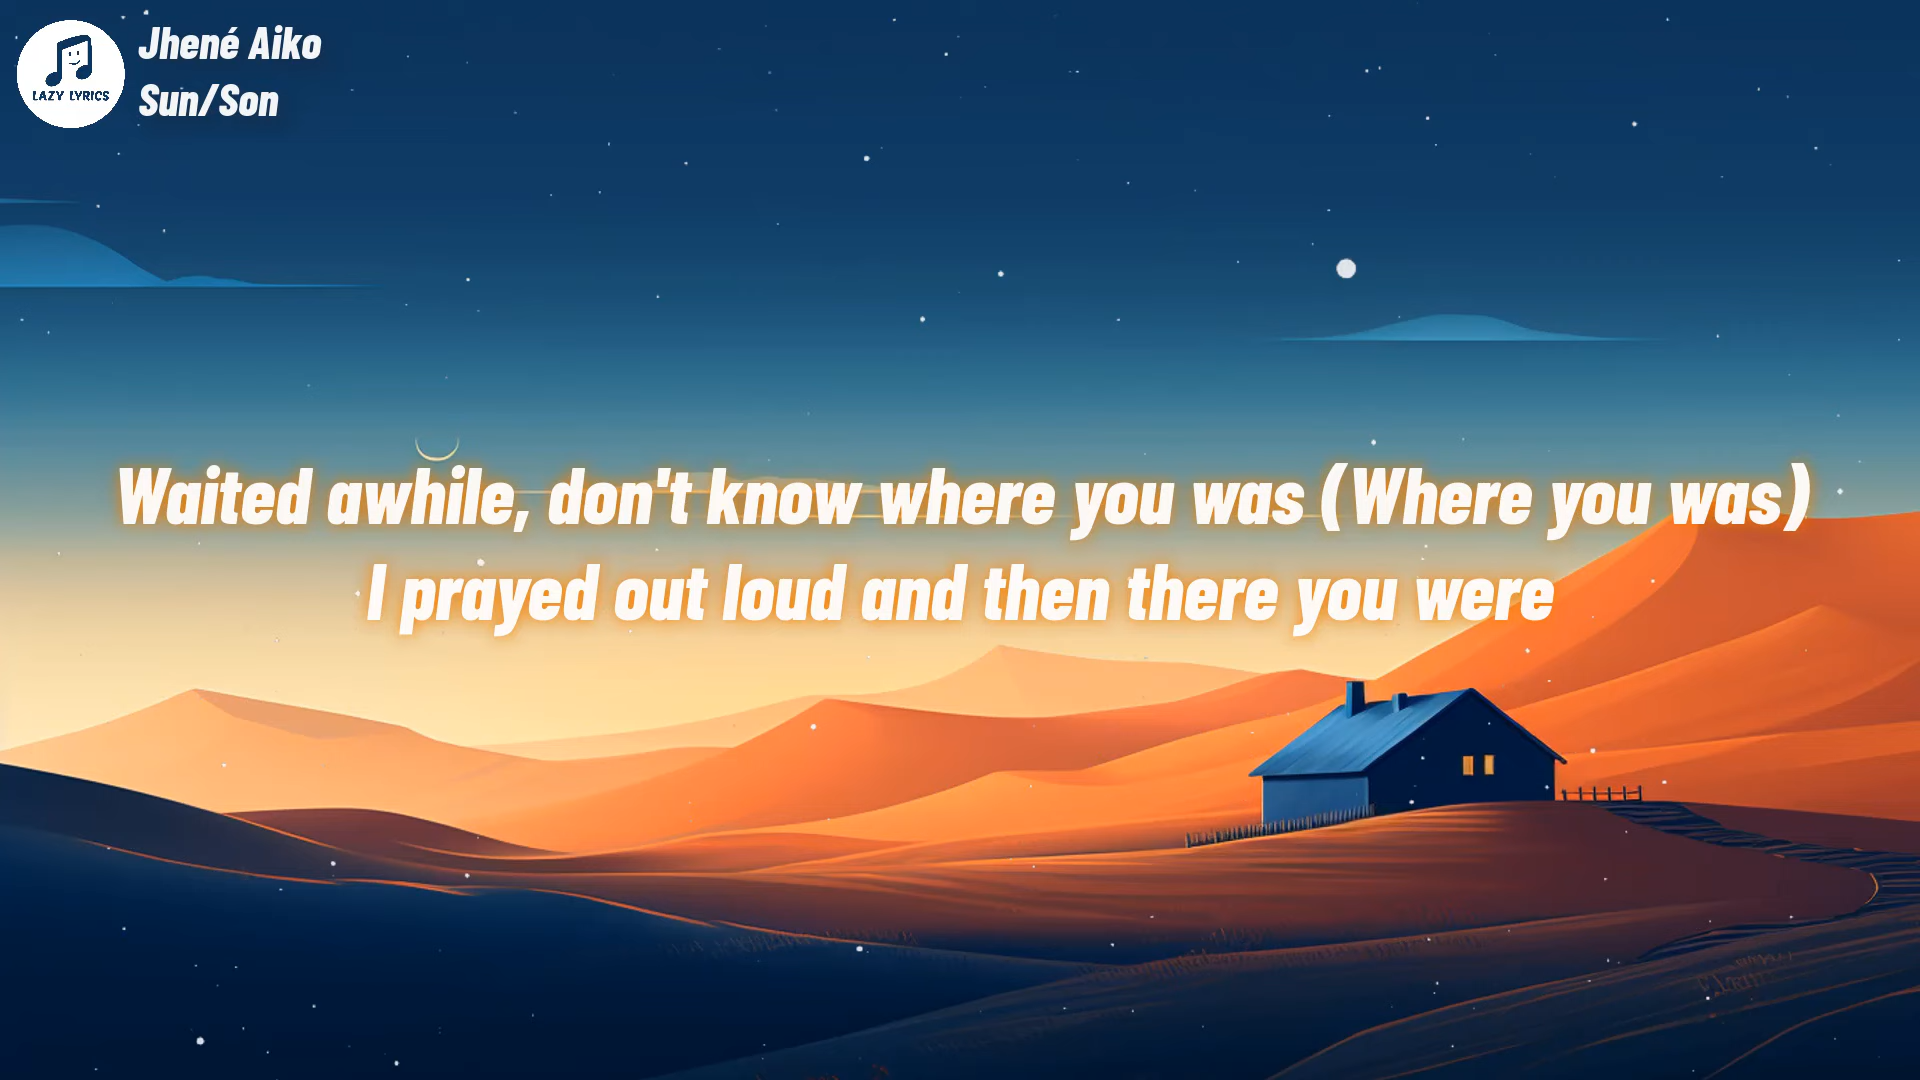 Jhené Aiko
Sun/Son
LAZY LYRICS
Waited awhile, don't know where you was (Where you was)
I prayed out loud and then there you were